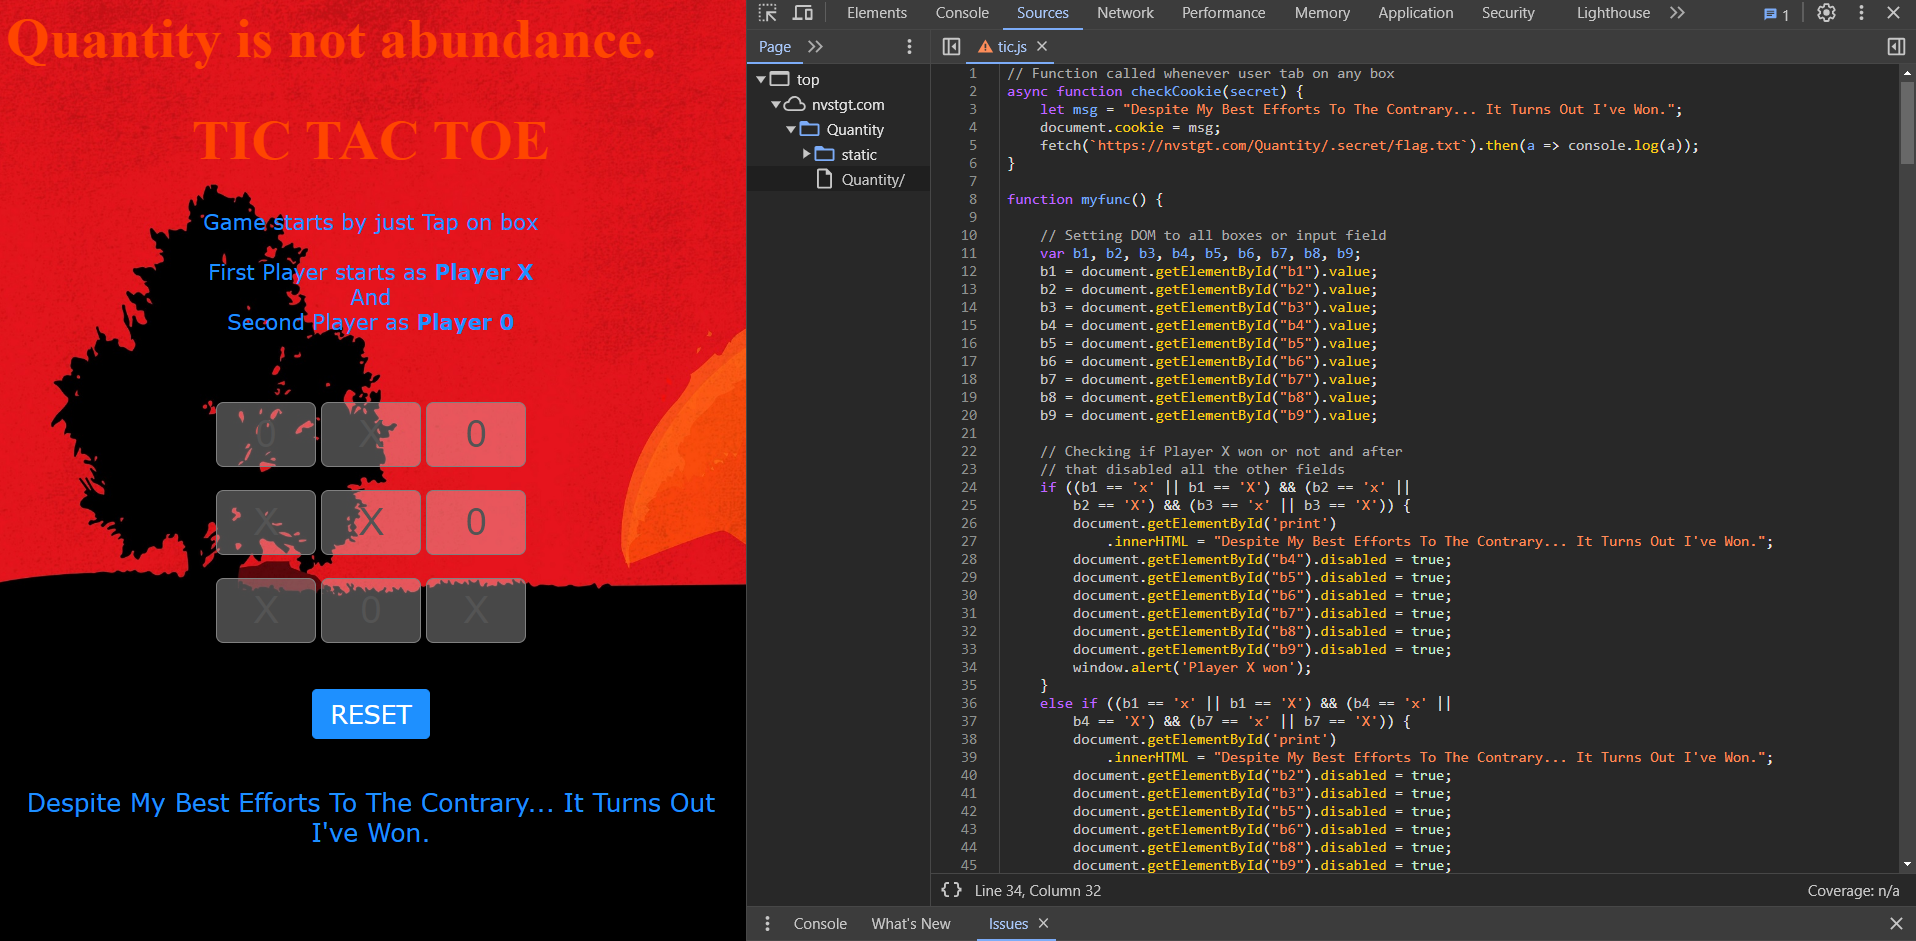 Quantity is not abundance.
TIC TAC TOE
Game starts by just Tap on box
First Player starts as Player X
And
Second Player as Player 0
0 X 0
X X 0
X 0 X
RESET
Despite My Best Efforts To The Contrary... It Turns Out
I've Won.
Elements Console Sources Network Performance Memory Application Security Lighthouse 1
Page
tic.js
top
nvstgt.com
Quantity
static
Quantity/
1 // Function called whenever user tab on any box
2 async function checkCookie(secret) {
3 let msg = "Despite My Best Efforts To The Contrary... It Turns Out I've Won.";
4 document.cookie = msg;
5 fetch(`https://nvstgt.com/Quantity/.secret/flag.txt`).then(a => console.log(a));
6 }
7
8 function myfunc() {
9
10 // Setting DOM to all boxes or input field
11 var b1, b2, b3, b4, b5, b6, b7, b8, b9;
12 b1 = document.getElementById("b1").value;
13 b2 = document.getElementById("b2").value;
14 b3 = document.getElementById("b3").value;
15 b4 = document.getElementById("b4").value;
16 b5 = document.getElementById("b5").value;
17 b6 = document.getElementById("b6").value;
18 b7 = document.getElementById("b7").value;
19 b8 = document.getElementById("b8").value;
20 b9 = document.getElementById("b9").value;
21
22 // Checking if Player X won or not and after
23 // that disabled all the other fields
24 if ((b1 == 'x' || b1 == 'X') && (b2 == 'x' ||
25 b2 == 'X') && (b3 == 'x' || b3 == 'X')) {
26 document.getElementById('print')
27 .innerHTML = "Despite My Best Efforts To The Contrary... It Turns Out I've Won.";
28 document.getElementById("b4").disabled = true;
29 document.getElementById("b5").disabled = true;
30 document.getElementById("b6").disabled = true;
31 document.getElementById("b7").disabled = true;
32 document.getElementById("b8").disabled = true;
33 document.getElementById("b9").disabled = true;
34 window.alert('Player X won');
35 }
36 else if ((b1 == 'x' || b1 == 'X') && (b4 == 'x' ||
37 b4 == 'X') && (b7 == 'x' || b7 == 'X')) {
38 document.getElementById('print')
39 .innerHTML = "Despite My Best Efforts To The Contrary... It Turns Out I've Won.";
40 document.getElementById("b2").disabled = true;
41 document.getElementById("b3").disabled = true;
42 document.getElementById("b5").disabled = true;
43 document.getElementById("b6").disabled = true;
44 document.getElementById("b8").disabled = true;
45 document.getElementById("b9").disabled = true;
{} Line 34, Column 32 Coverage: n/a
Console What's New Issues